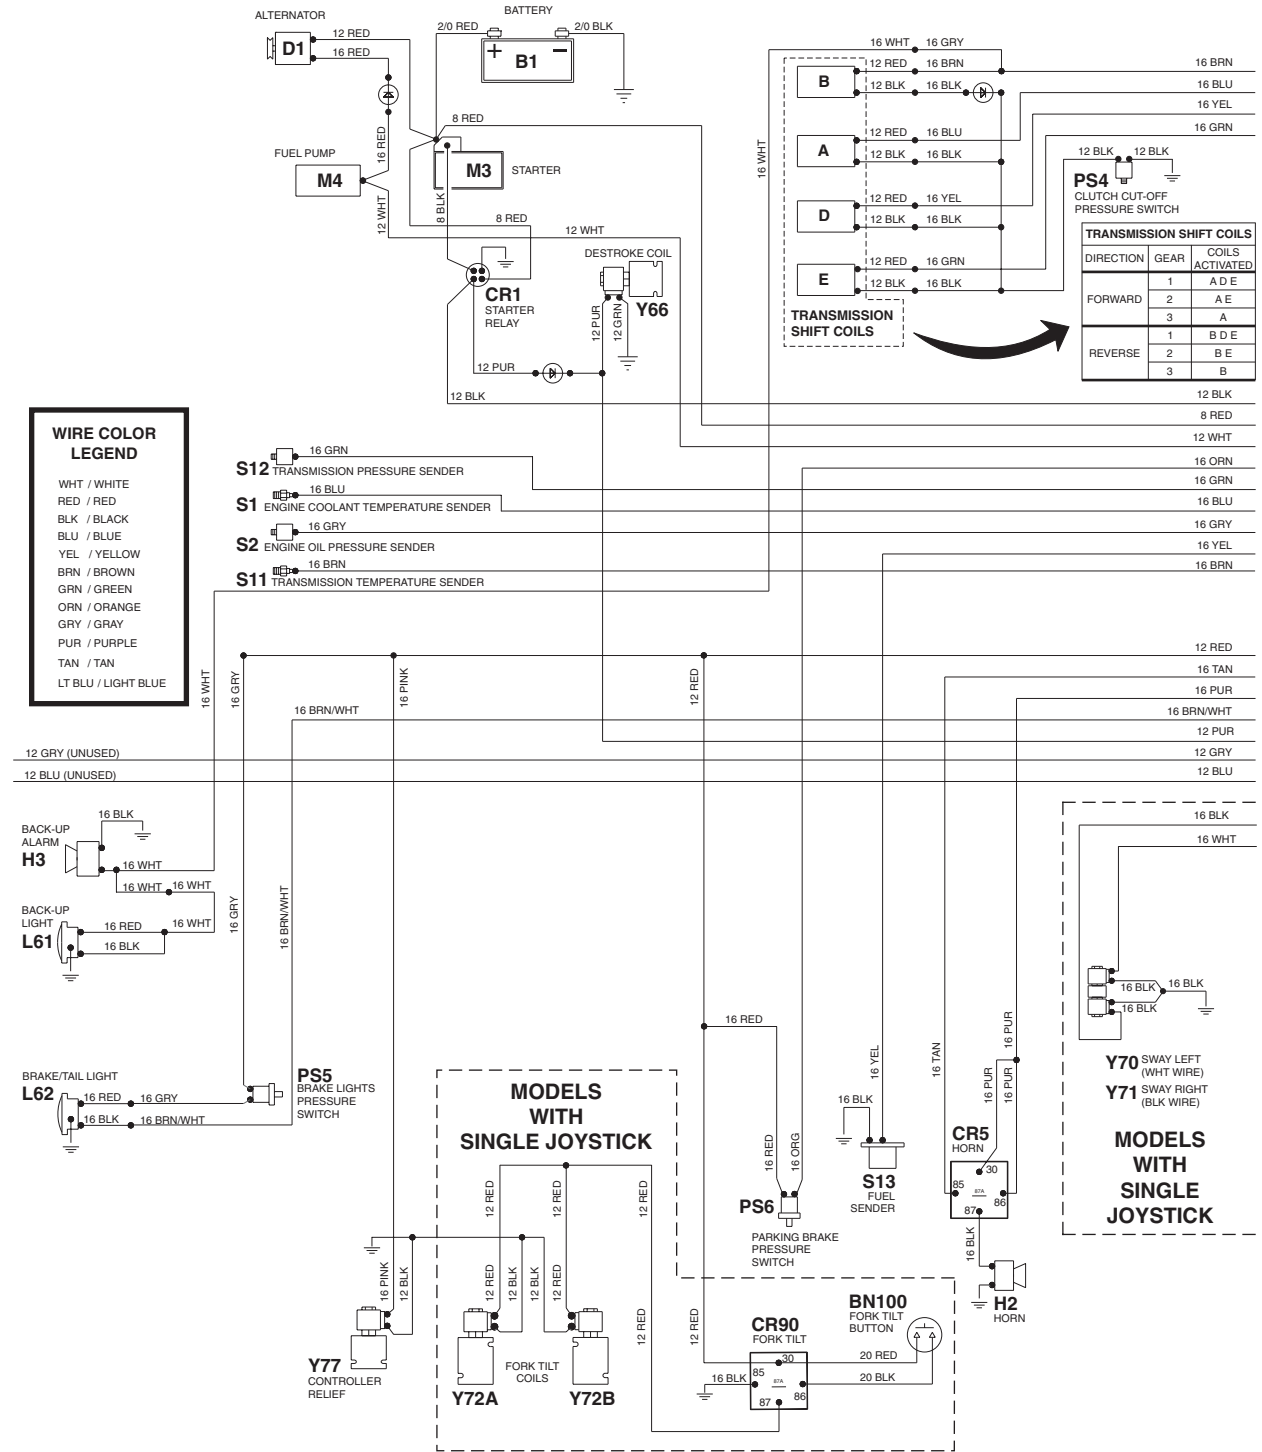 ALTERNATOR
D1
12 RED
16 RED
BATTERY
2/0 RED
2/0 BLK
+
−
B1
16 RED
8 RED
FUEL PUMP
M4
M3
STARTER
12 WHT
8 BLK
8 RED
12 WHT
CR1
STARTER
RELAY
DESTROKE COIL
Y66
12 PUR
12 GRN
12 PUR
12 BLK
16 WHT
16 WHT
16 GRY
B
12 RED
16 BRN
12 BLK
16 BLK
A
12 RED
16 BLU
12 BLK
16 BLK
D
12 RED
16 YEL
12 BLK
16 BLK
E
12 RED
16 GRN
12 BLK
16 BLK
TRANSMISSION
SHIFT COILS
16 BRN
16 BLU
16 YEL
16 GRN
12 BLK
12 BLK
PS4
CLUTCH CUT-OFF
PRESSURE SWITCH
TRANSMISSION SHIFT COILS
DIRECTION
GEAR
COILS
ACTIVATED
FORWARD
1
A D E
2
A E
3
A
REVERSE
1
B D E
2
B E
3
B
12 BLK
8 RED
12 WHT
16 ORN
16 GRN
16 BLU
16 GRY
16 YEL
16 BRN
WIRE COLOR
LEGEND
WHT / WHITE
RED / RED
BLK / BLACK
BLU / BLUE
YEL / YELLOW
BRN / BROWN
GRN / GREEN
ORN / ORANGE
GRY / GRAY
PUR / PURPLE
TAN / TAN
LT BLU / LIGHT BLUE
16 GRN
S12 TRANSMISSION PRESSURE SENDER
16 BLU
S1 ENGINE COOLANT TEMPERATURE SENDER
16 GRY
S2 ENGINE OIL PRESSURE SENDER
16 BRN
S11 TRANSMISSION TEMPERATURE SENDER
16 WHT
16 GRY
16 PINK
12 RED
16 BRN/WHT
12 RED
16 TAN
16 PUR
16 BRN/WHT
12 PUR
12 GRY
12 BLU
12 GRY (UNUSED)
12 BLU (UNUSED)
16 BLK
BACK-UP
ALARM
H3
16 WHT
16 WHT
16 WHT
BACK-UP
LIGHT
L61
16 RED
16 BLK
16 WHT
16 GRY
16 BRN/WHT
BRAKE/TAIL LIGHT
L62
16 RED
16 GRY
16 BLK
16 BRN/WHT
PS5
BRAKE LIGHTS
PRESSURE
SWITCH
16 BLK
16 WHT
16 BLK
16 BLK
16 BLK
Y70 SWAY LEFT
(WHT WIRE)
Y71 SWAY RIGHT
(BLK WIRE)
MODELS
WITH
SINGLE
JOYSTICK
MODELS
WITH
SINGLE JOYSTICK
12 RED
12 RED
12 RED
16 PINK
12 BLK
12 RED
12 BLK
12 BLK
12 RED
12 RED
Y77
CONTROLLER
RELIEF
Y72A
FORK TILT
COILS
Y72B
16 RED
16 RED
16 ORG
PS6
PARKING BRAKE
PRESSURE
SWITCH
16 YEL
16 BLK
S13
FUEL
SENDER
16 TAN
16 PUR
16 PUR
16 PUR
CR5
HORN
30
85
87A
86
87
16 BLK
H2
HORN
12 RED
CR90
FORK TILT
30
85
87A
86
87
16 BLK
BN100
FORK TILT
BUTTON
20 RED
20 BLK